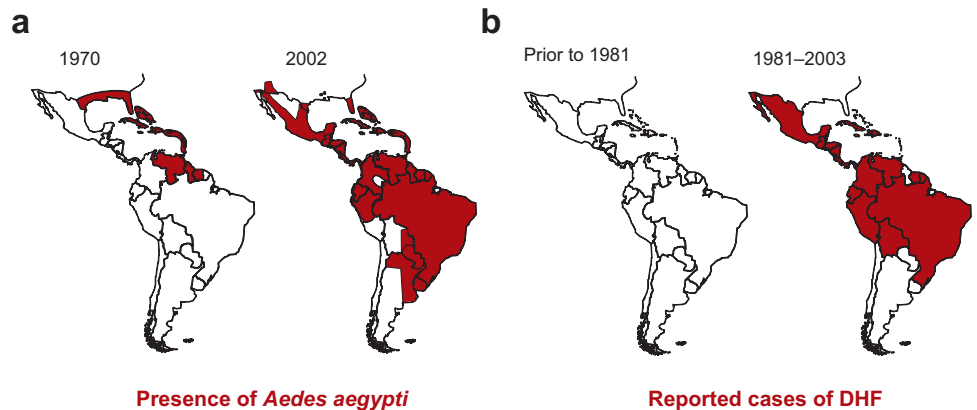 a
1970
2002
Presence of Aedes aegypti
b
Prior to 1981
1981–2003
Reported cases of DHF